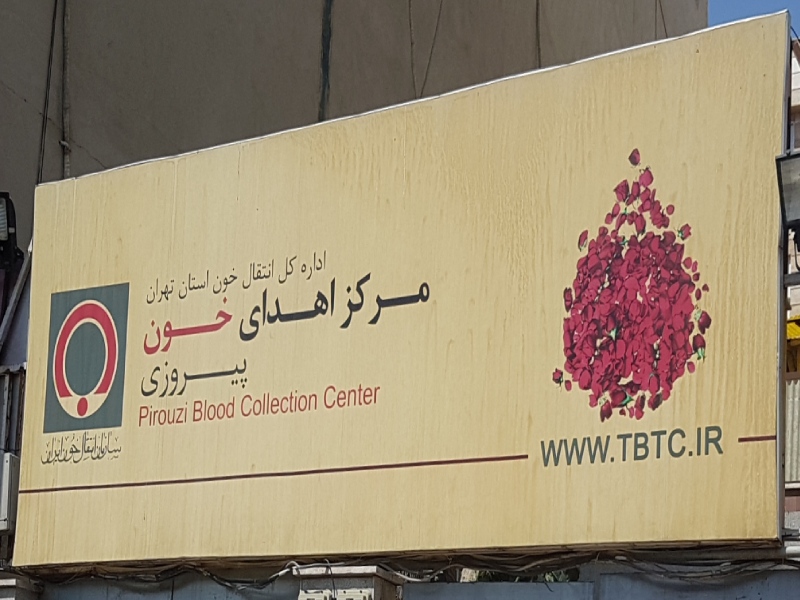 اداره کل انتقال خون استان تهران
مرکز اهدای خون
پیروزی
Pirouzi Blood Collection Center
سازمان انتقال خون ایران
WWW.TBTC.IR